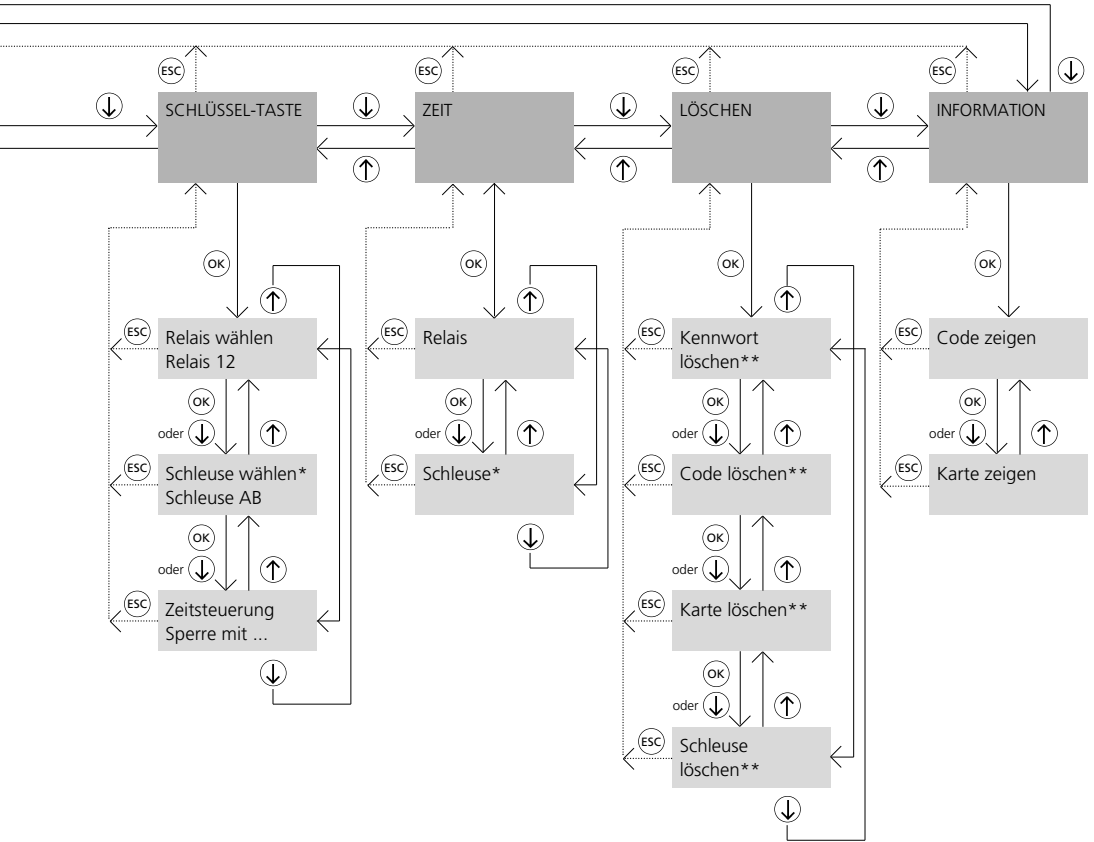 ESC
ESC
ESC
ESC
SCHLÜSSEL-TASTE
ZEIT
LÖSCHEN
INFORMATION
OK
OK
OK
OK
ESC
Relais wählen
Relais 12
ESC
Relais
ESC
Kennwort
löschen**
ESC
Code zeigen
OK
oder
OK
oder
OK
oder
OK
oder
ESC
Schleuse wählen*
Schleuse AB
ESC
Schleuse*
ESC
Code löschen**
ESC
Karte zeigen
OK
oder
OK
oder
ESC
Zeitsteuerung
Sperre mit ...
ESC
Karte löschen**
OK
oder
ESC
Schleuse
löschen**